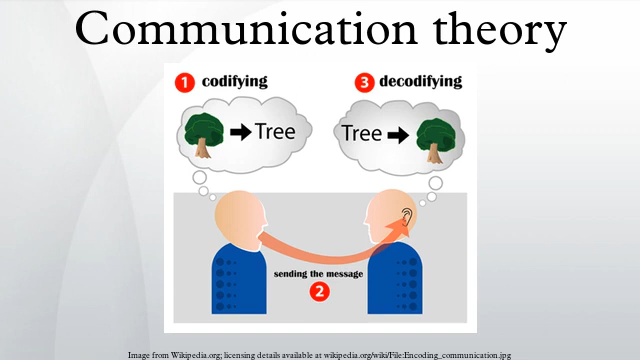 Communication theory
1 codifying
3 decodifying
Tree
Tree
sending the message
2
Image from Wikipedia.org; licensing details available at wikipedia.org/wiki/File:Encoding_communication.jpg